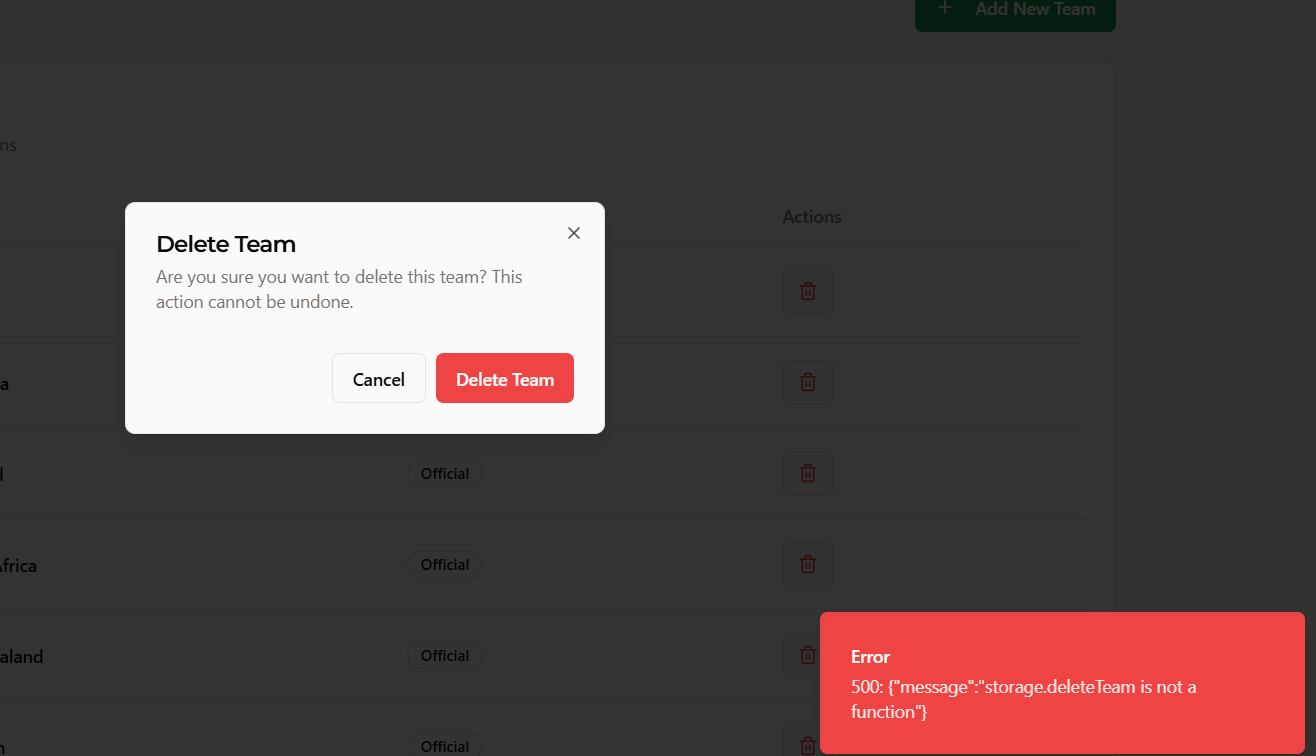 Add New Team
ns
Actions
Delete Team
Are you sure you want to delete this team? This
action cannot be undone.
a
Cancel
Delete Team
Official
frica
Official
aland
Official
Error
500: {"message":"storage.deleteTeam is not a
function"}
Official